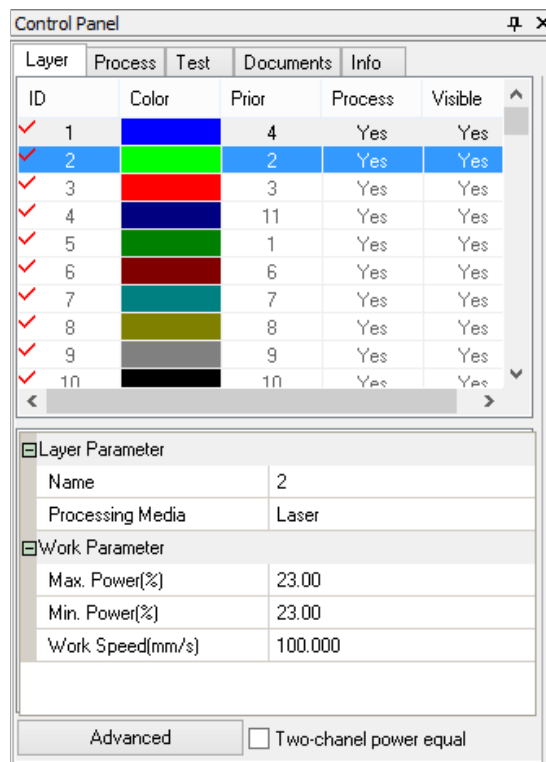 Control Panel
Layer Process Test Documents Info
ID Color Prior Process Visible
1 4 Yes Yes
2 2 Yes Yes
3 3 Yes Yes
4 11 Yes Yes
5 1 Yes Yes
6 6 Yes Yes
7 7 Yes Yes
8 8 Yes Yes
9 9 Yes Yes
10 10 Yes Yes
Layer Parameter
Name 2
Processing Media Laser
Work Parameter
Max. Power(%) 23.00
Min. Power(%) 23.00
Work Speed(mm/s) 100.000
Advanced Two-chanel power equal